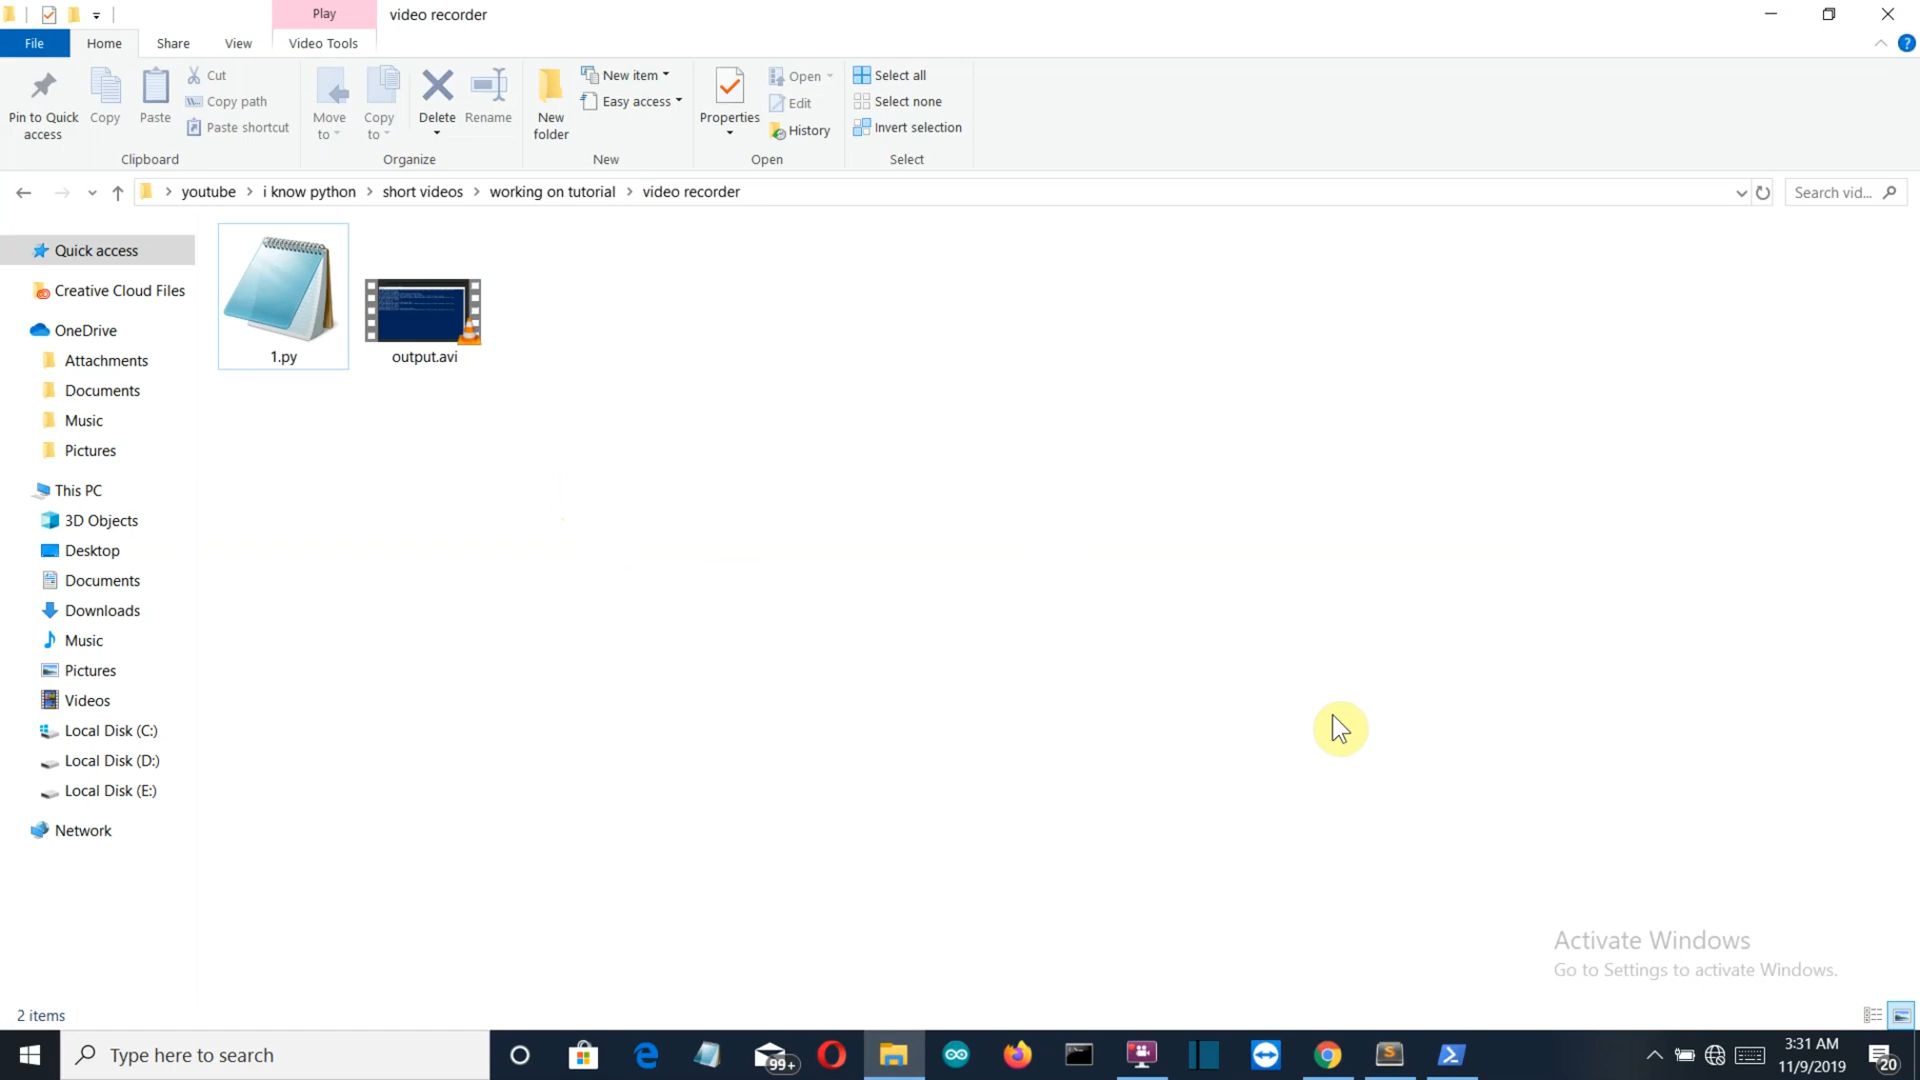 Play
video recorder
File
Home
Share
View
Video Tools
Pin to Quick access
Copy
Paste
Cut
Copy path
Paste shortcut
Clipboard
Move to
Copy to
Delete
Rename
Organize
New folder
New item
Easy access
New
Properties
Open
Edit
History
Open
Select all
Select none
Invert selection
Select
youtube > i know python > short videos > working on tutorial > video recorder
Search vid...
Quick access
Creative Cloud Files
OneDrive
Attachments
Documents
Music
Pictures
This PC
3D Objects
Desktop
Documents
Downloads
Music
Pictures
Videos
Local Disk (C:)
Local Disk (D:)
Local Disk (E:)
Network
1.py
output.avi
Activate Windows
Go to Settings to activate Windows.
2 items
Type here to search
99+
3:31 AM
11/9/2019
20